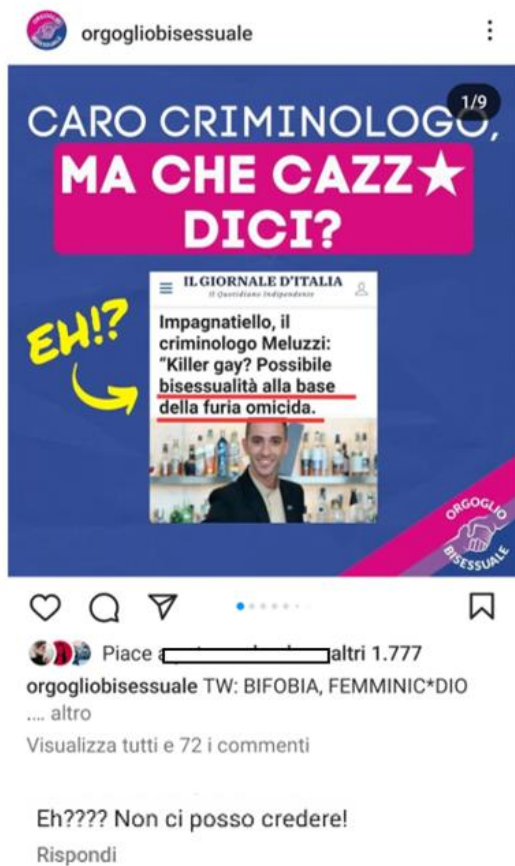 orgogliobisessuale
1/9
CARO CRIMINOLOGO,
MA CHE CAZZ★
DICI?
IL GIORNALE D'ITALIA
Il Quotidiano Indipendente
EH!?
Impagnatiello, il
criminologo Meluzzi:
“Killer gay? Possibile
bisessualità alla base
della furia omicida.
ORGOGLIO
BISESSUALE
Piace altri 1.777
orgogliobisessuale TW: BIFOBIA, FEMMINIC*DIO
.... altro
Visualizza tutti e 72 i commenti
Eh???? Non ci posso credere!
Rispondi